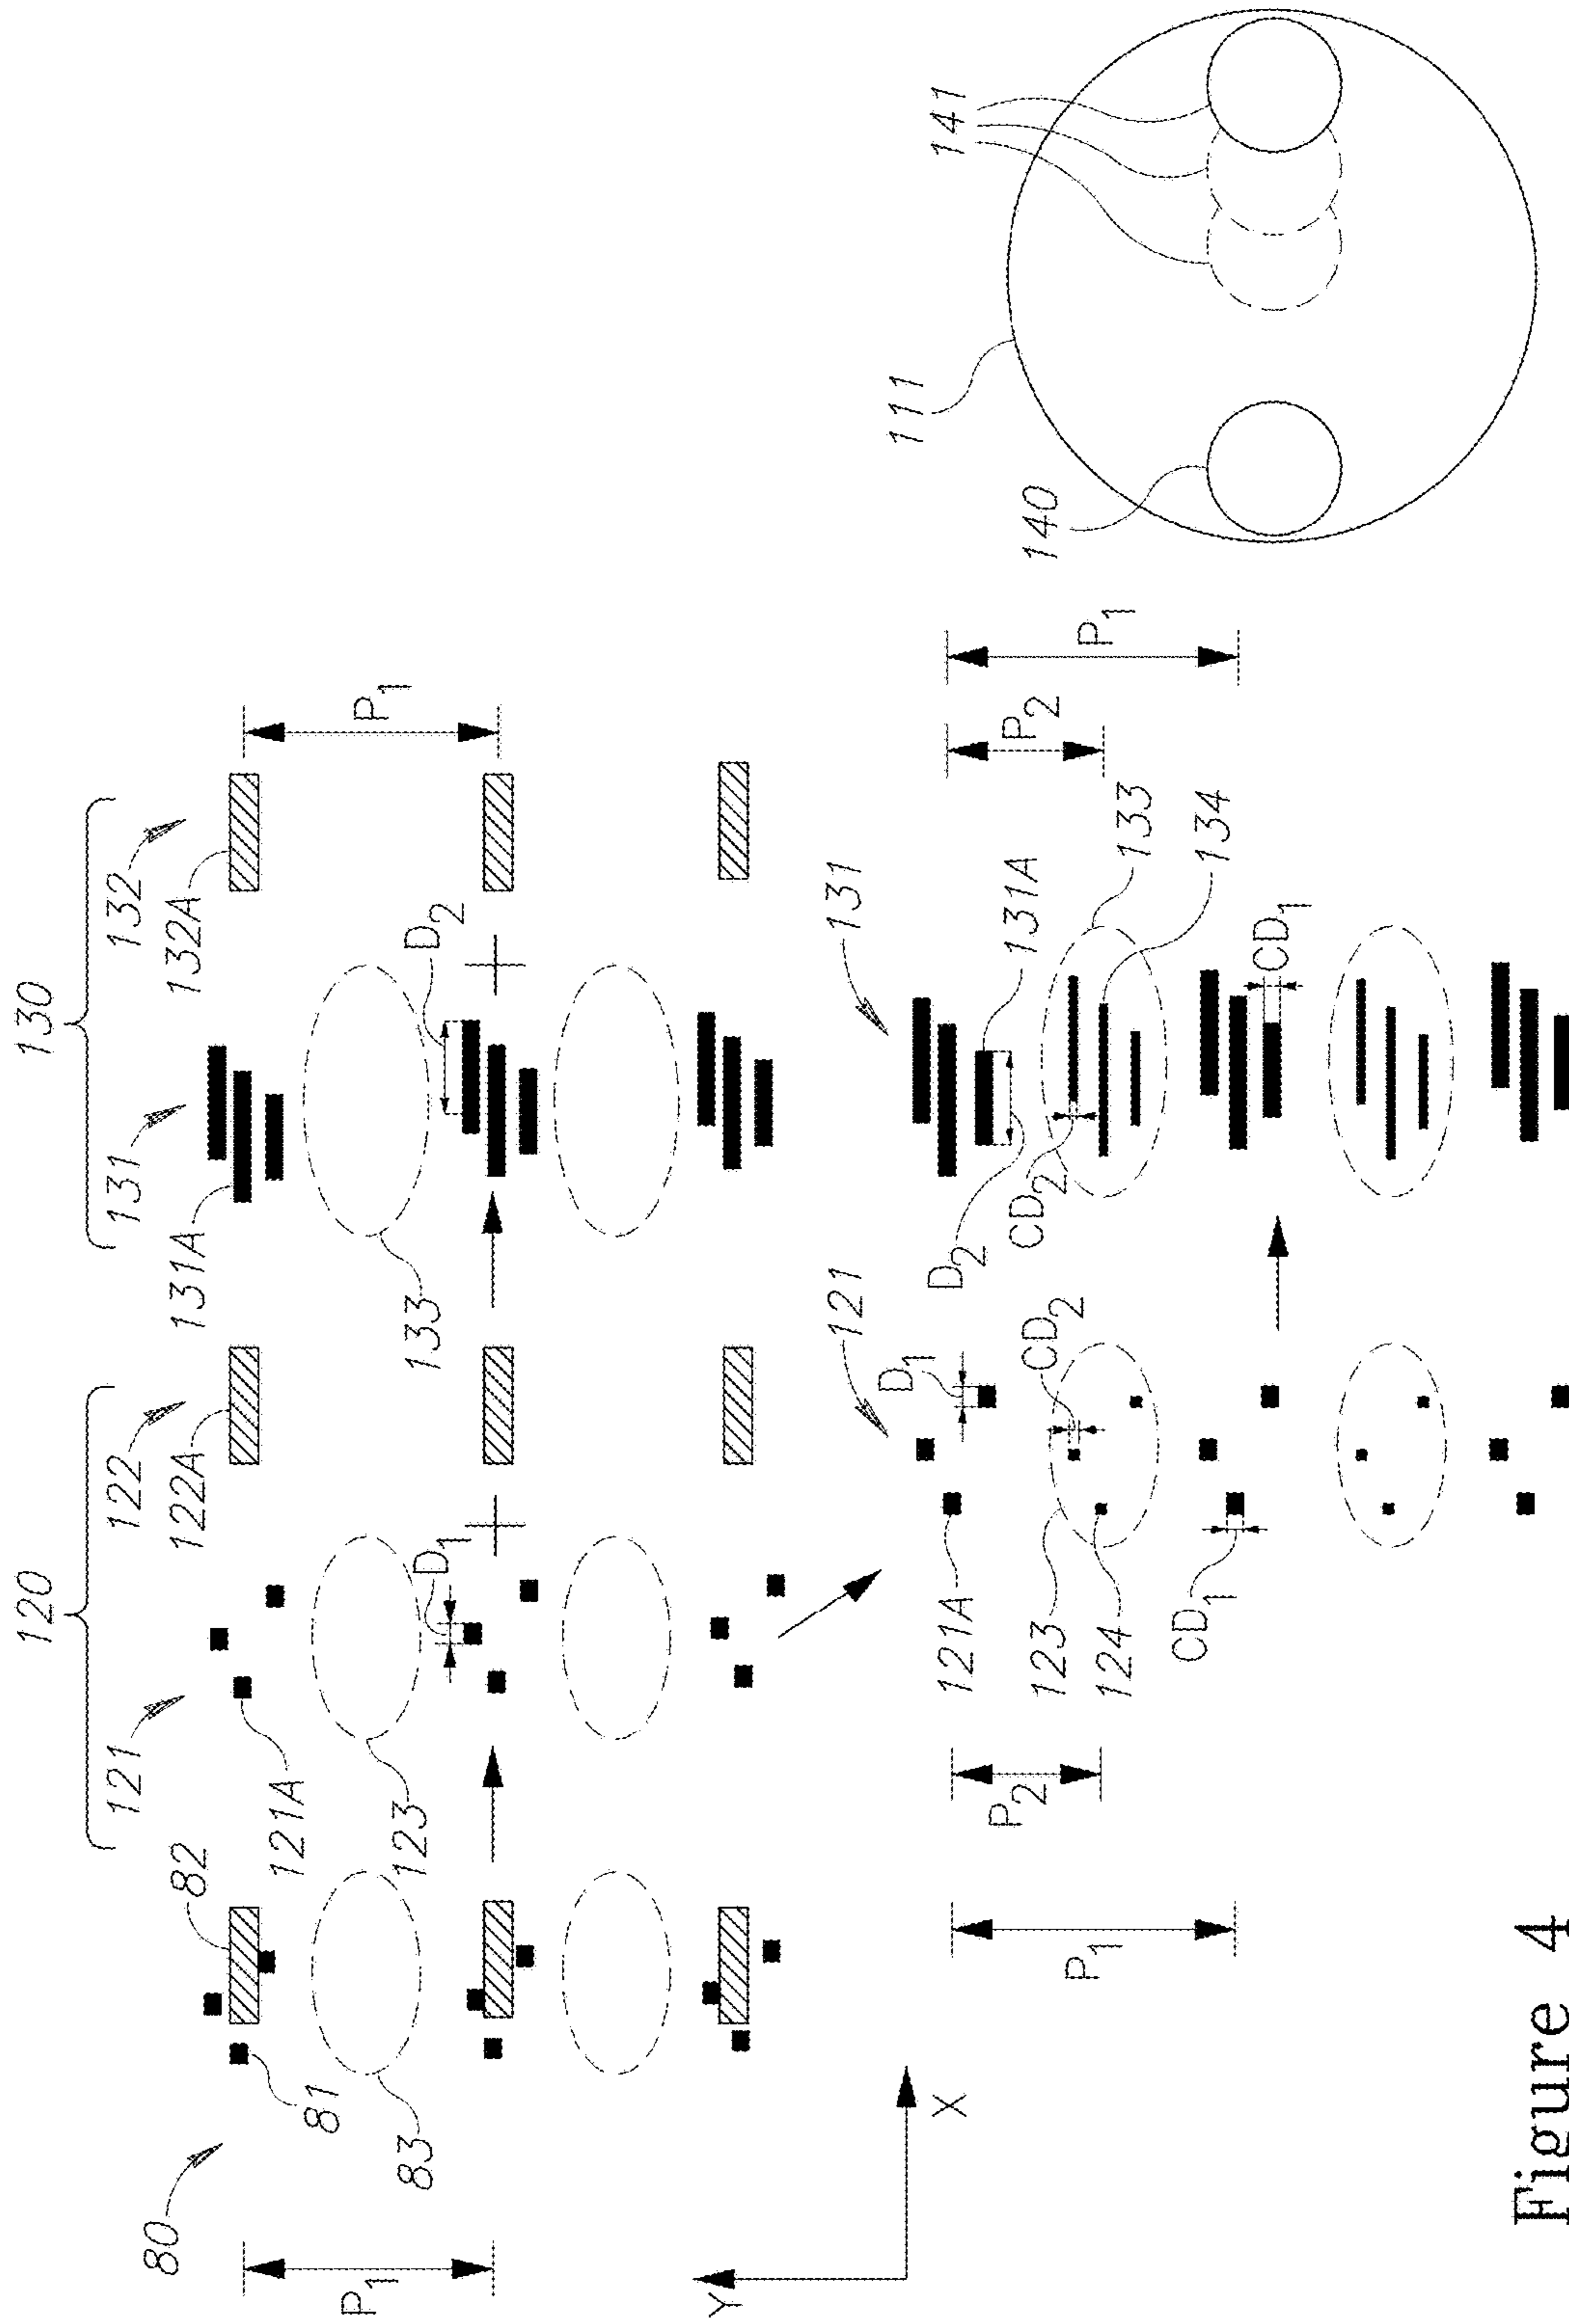 120 130
121 122 131 132
80
82 122A 131A 132A
121A
81
P1 P1
83 123 D1 133 D2
Y
121 131
D1 111
X 121A D2 141
P2 123 CD2 CD2 131A P2 140
P1 124 P1
133
CD1 134
CD1
Figure 4